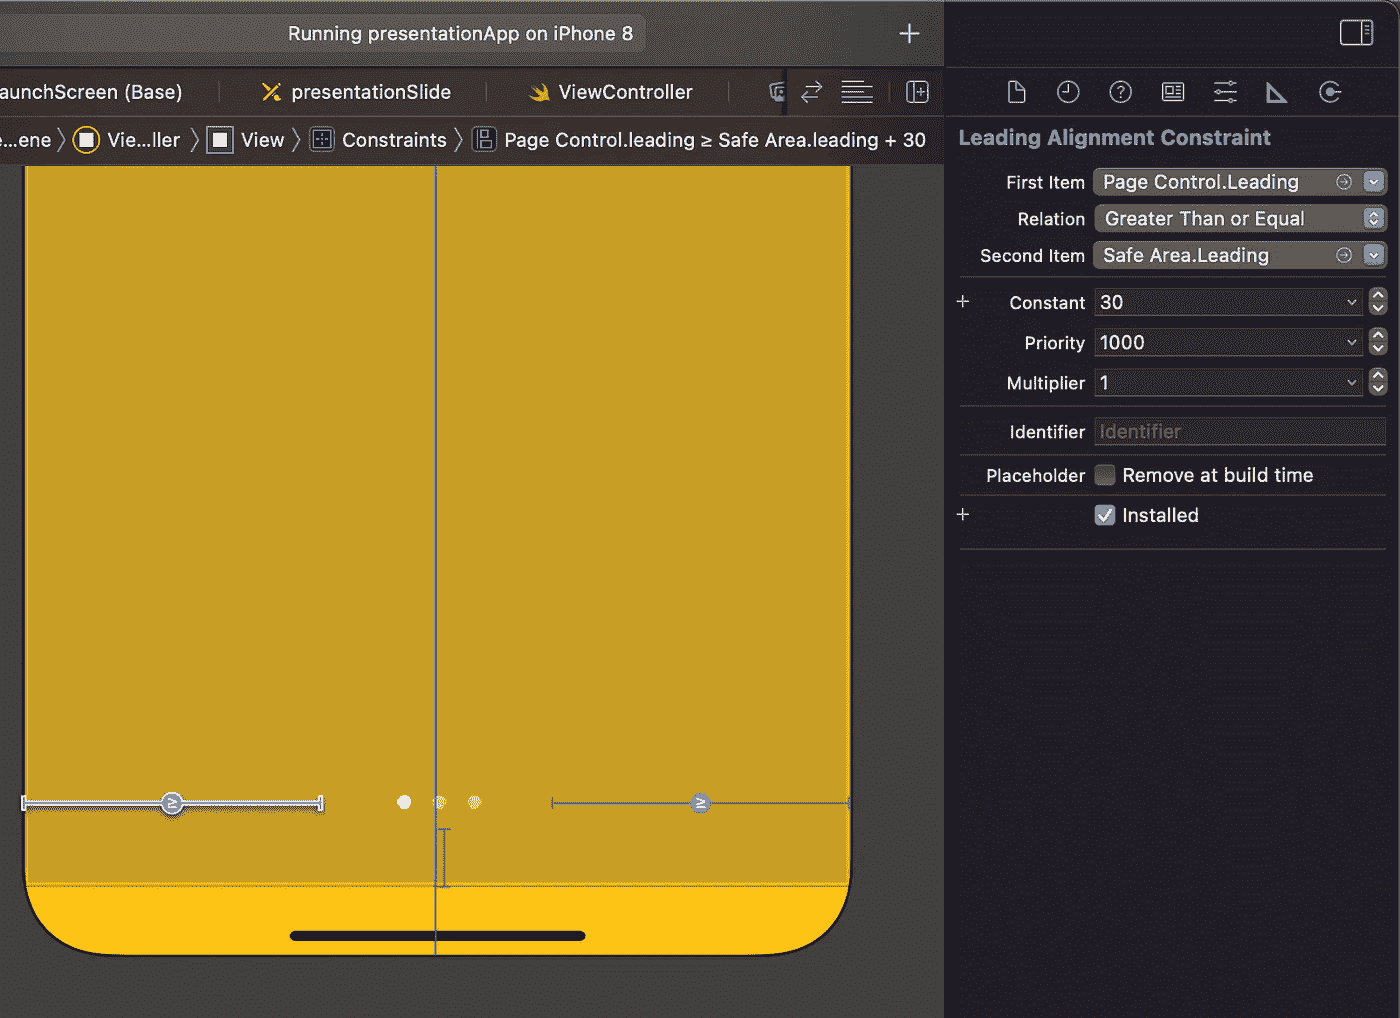 Running presentationApp on iPhone 8
aunchScreen (Base)
presentationSlide
ViewController
e...ene
Vie...ller
View
Constraints
Page Control.leading ≥ Safe Area.leading + 30
Leading Alignment Constraint
First Item Page Control.Leading
Relation Greater Than or Equal
Second Item Safe Area.Leading
+ Constant 30
Priority 1000
Multiplier 1
Identifier Identifier
Placeholder Remove at build time
+ Installed
≥ ≥